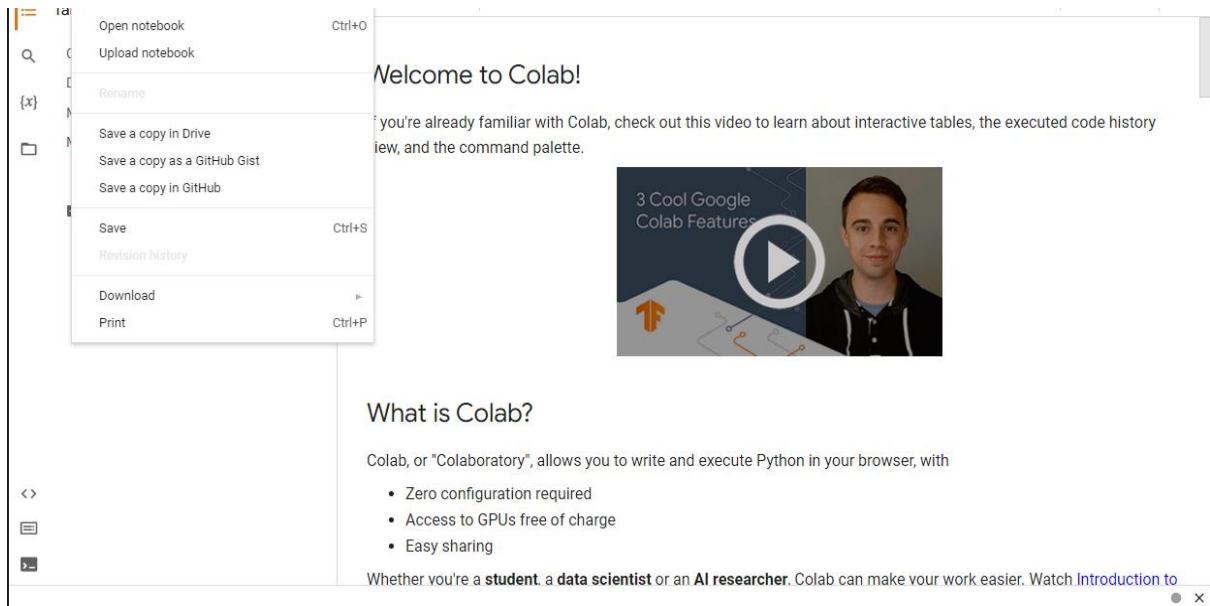 Open notebook Ctrl+O
Upload notebook
Rename
Save a copy in Drive
Save a copy as a GitHub Gist
Save a copy in GitHub
Save Ctrl+S
Revision history
Download
Print Ctrl+P
{x}
Welcome to Colab!
you're already familiar with Colab, check out this video to learn about interactive tables, the executed code history
iew, and the command palette.
3 Cool Google
Colab Features
What is Colab?
Colab, or "Colaboratory", allows you to write and execute Python in your browser, with
• Zero configuration required
• Access to GPUs free of charge
• Easy sharing
Whether you're a student, a data scientist or an AI researcher, Colab can make your work easier. Watch Introduction to